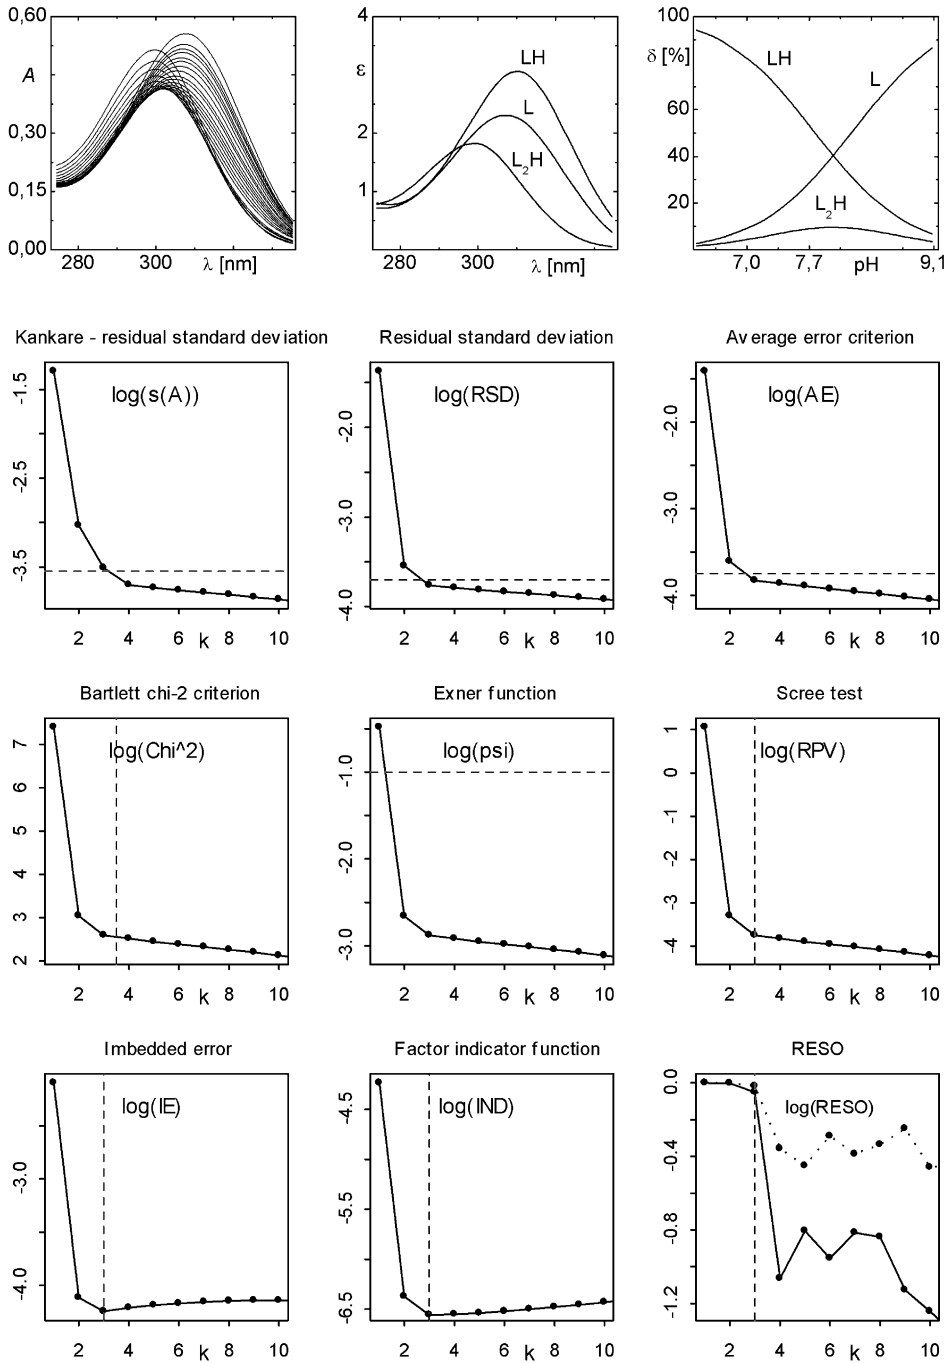 0,60
0,30
0,15
0,00
A
280
300
λ [nm]
4
ε
2
1
LH
L
L2H
280
300
λ [nm]
100
δ [%]
60
40
20
LH
L
L2H
7,0
7,7
pH
9,1
Kankare - residual standard deviation
log(s(A))
-1.5
-2.5
-3.5
2 4 6 k 8 10
Residual standard deviation
log(RSD)
-2.0
-3.0
-4.0
2 4 6 k 8 10
Average error criterion
log(AE)
-2.0
-3.0
-4.0
2 4 6 k 8 10
Bartlett chi-2 criterion
log(Chi^2)
7
6
5
4
3
2
2 4 6 k 8 10
Exner function
log(psi)
-1.0
-2.0
-3.0
2 4 6 k 8 10
Scree test
log(RPV)
1
0
-1
-2
-3
-4
2 4 6 k 8 10
Imbedded error
log(IE)
-3.0
-4.0
2 4 6 k 8 10
Factor indicator function
log(IND)
-4.5
-5.5
-6.5
2 4 6 k 8 10
RESO
log(RESO)
0.0
-0.4
-0.8
-1.2
2 4 6 k 8 10